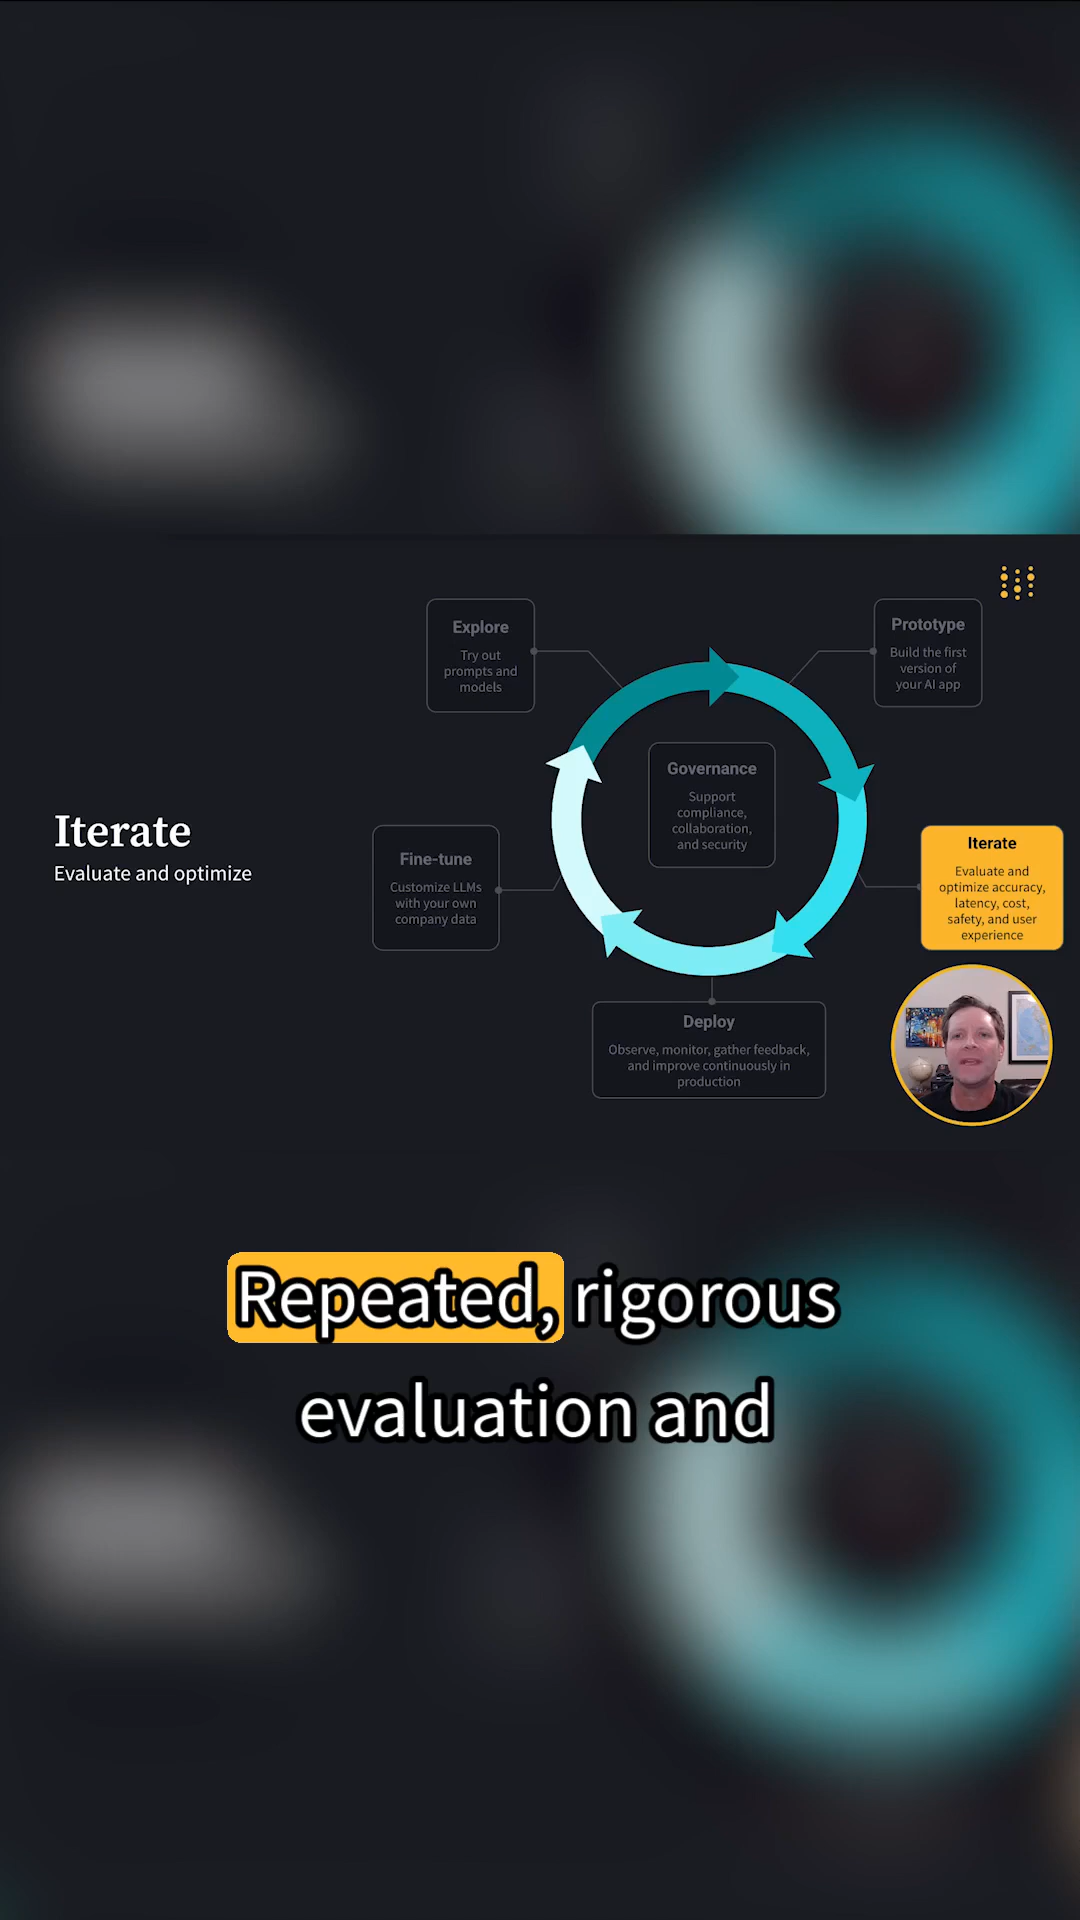 Explore
Try out
prompts and
models
Prototype
Build the first
version of
your AI app
Governance
Support
compliance,
collaboration,
and security
Iterate
Evaluate and optimize
Fine-tune
Customize LLMs
with your own
company data
Iterate
Evaluate and
optimize accuracy,
latency, cost,
safety, and user
experience
Deploy
Observe, monitor, gather feedback,
and improve continuously in
production
Repeated, rigorous
evaluation and